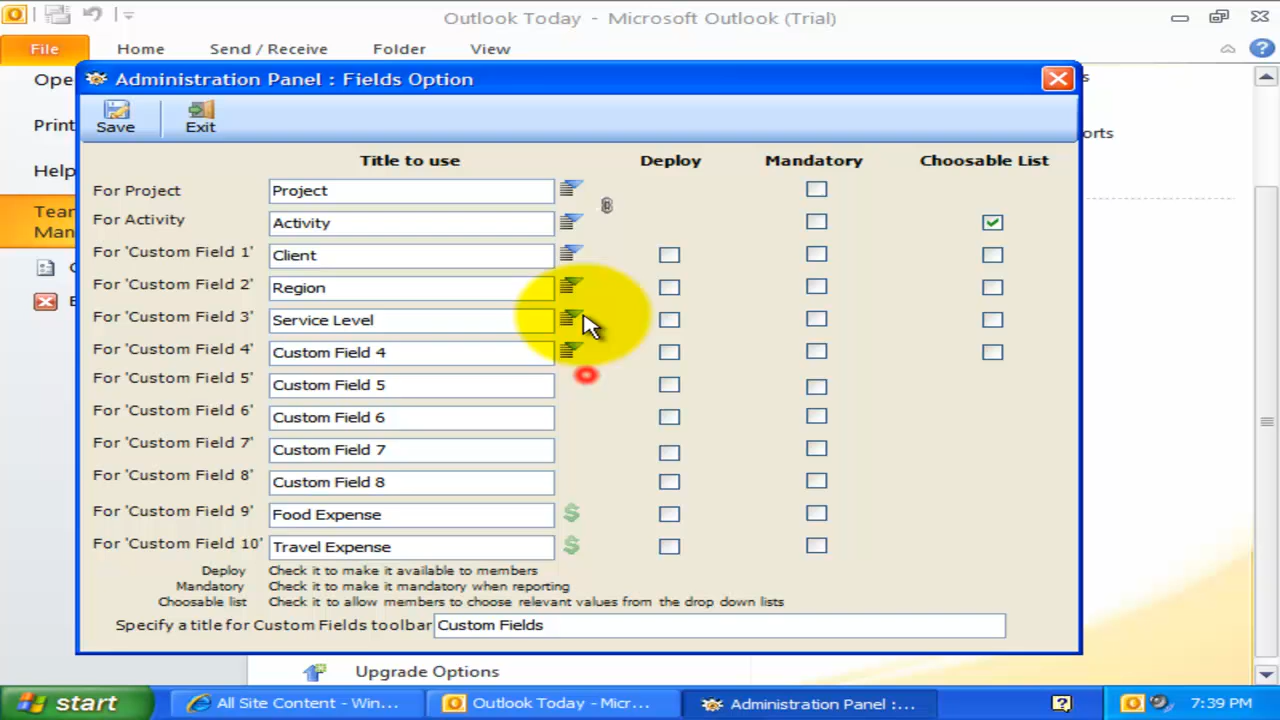 Outlook Today - Microsoft Outlook (Trial)
File Home Send / Receive Folder View
Administration Panel : Fields Option
Save Exit
Title to use Deploy Mandatory Choosable List
For Project Project
For Activity Activity
For 'Custom Field 1' Client
For 'Custom Field 2' Region
For 'Custom Field 3' Service Level
For 'Custom Field 4' Custom Field 4
For 'Custom Field 5' Custom Field 5
For 'Custom Field 6' Custom Field 6
For 'Custom Field 7' Custom Field 7
For 'Custom Field 8' Custom Field 8
For 'Custom Field 9' Food Expense $
For 'Custom Field 10' Travel Expense $
Deploy Check it to make it available to members
Mandatory Check it to make it mandatory when reporting
Choosable list Check it to allow members to choose relevant values from the drop down lists
Specify a title for Custom Fields toolbar Custom Fields
Print
Help
Upgrade Options
start All Site Content - Win... Outlook Today - Micr... Administration Panel :... 7:39 PM